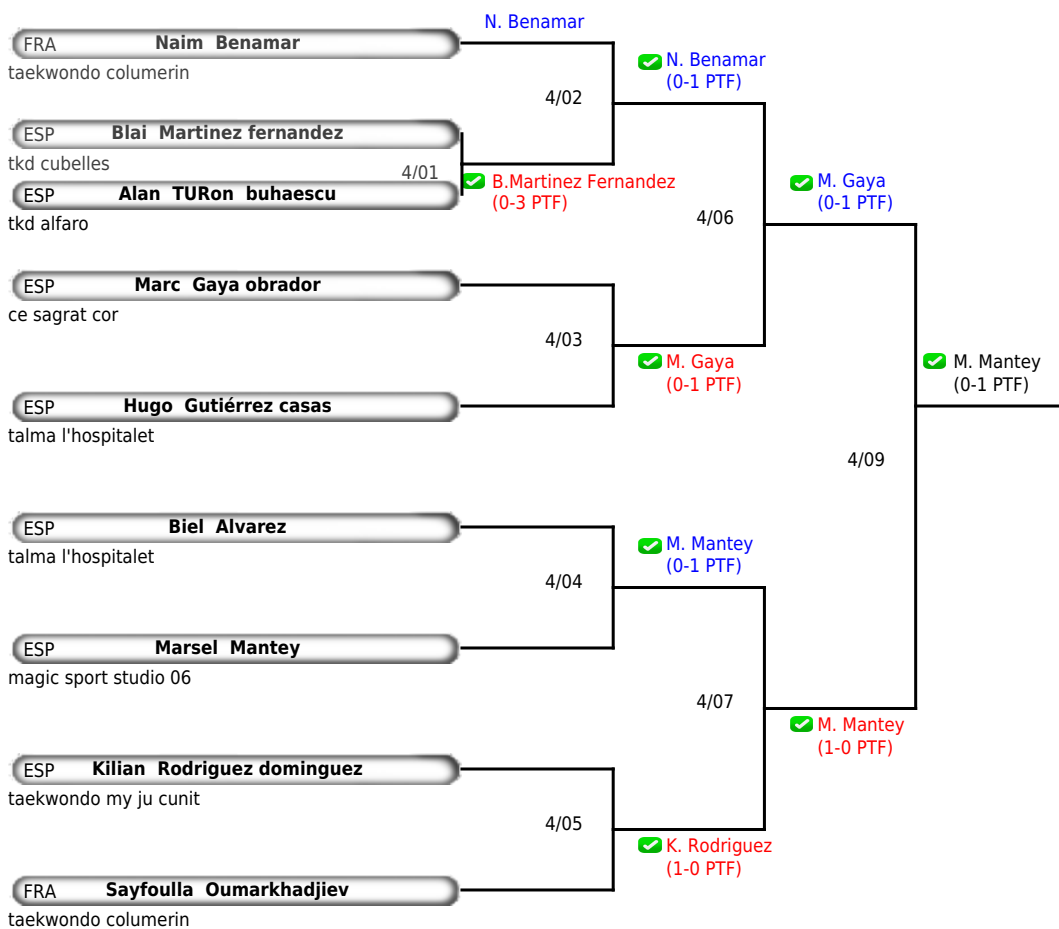 N. Benamar
FRA Naim Benamar
taekwondo columerin
N. Benamar
(0-1 PTF)
4/02
ESP Blai Martinez fernandez
tkd cubelles
4/01
B.Martinez Fernandez
(0-3 PTF)
ESP Alan TURon buhaescu
tkd alfaro
M. Gaya
(0-1 PTF)
4/06
ESP Marc Gaya obrador
ce sagrat cor
4/03
M. Gaya
(0-1 PTF)
M. Mantey
(0-1 PTF)
ESP Hugo Gutiérrez casas
talma l'hospitalet
4/09
ESP Biel Alvarez
talma l'hospitalet
M. Mantey
(0-1 PTF)
4/04
ESP Marsel Mantey
magic sport studio 06
4/07
M. Mantey
(1-0 PTF)
ESP Kilian Rodriguez dominguez
taekwondo my ju cunit
4/05
K. Rodriguez
(1-0 PTF)
FRA Sayfoulla Oumarkhadjiev
taekwondo columerin